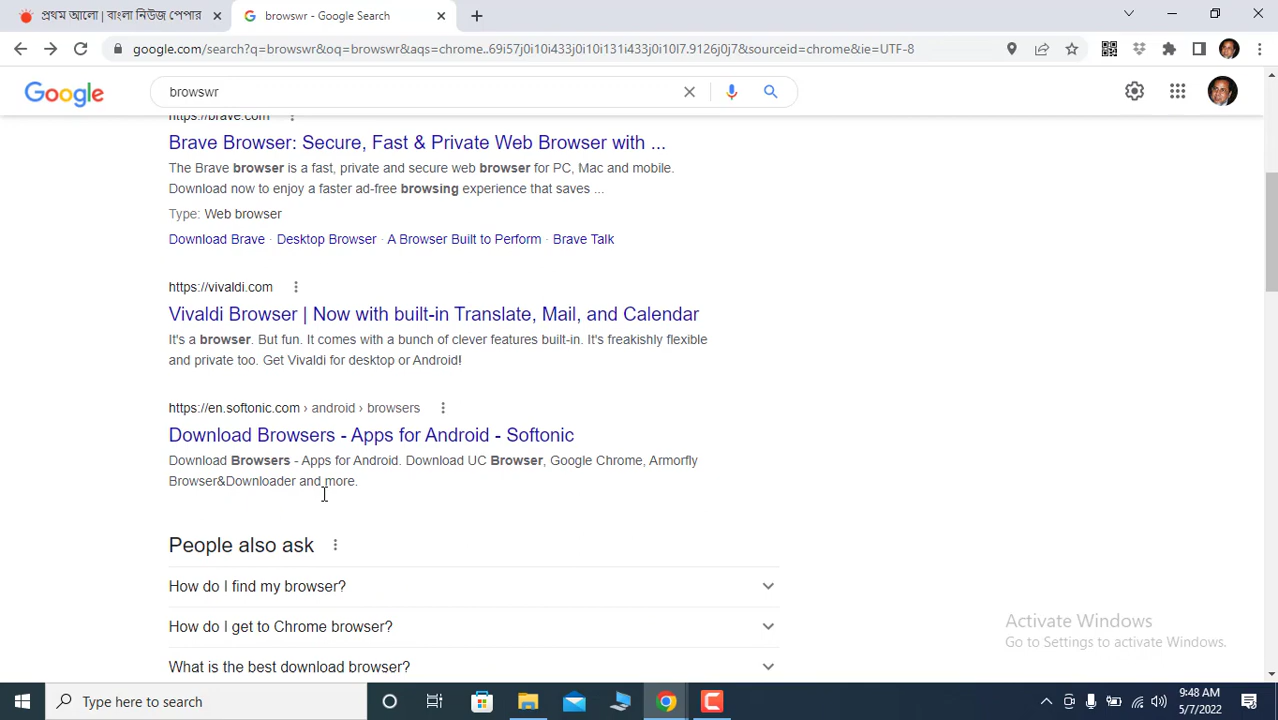 প্রথম আলো | বাংলা নিউজ পেপার
browswr - Google Search
google.com/search?q=browswr&oq=browswr&aqs=chrome..69i57j0i10i433j0i10i131i433j0i10l7.9126j0j7&sourceid=chrome&ie=UTF-8
Google
browswr
https://brave.com
Brave Browser: Secure, Fast & Private Web Browser with ...
The Brave browser is a fast, private and secure web browser for PC, Mac and mobile.
Download now to enjoy a faster ad-free browsing experience that saves ...
Type: Web browser
Download Brave · Desktop Browser · A Browser Built to Perform · Brave Talk
https://vivaldi.com
Vivaldi Browser | Now with built-in Translate, Mail, and Calendar
It's a browser. But fun. It comes with a bunch of clever features built-in. It's freakishly flexible
and private too. Get Vivaldi for desktop or Android!
https://en.softonic.com › android › browsers
Download Browsers - Apps for Android - Softonic
Download Browsers - Apps for Android. Download UC Browser, Google Chrome, Armorfly
Browser&Downloader and more.
People also ask
How do I find my browser?
How do I get to Chrome browser?
What is the best download browser?
Activate Windows
Go to Settings to activate Windows.
Type here to search
9:48 AM
5/7/2022